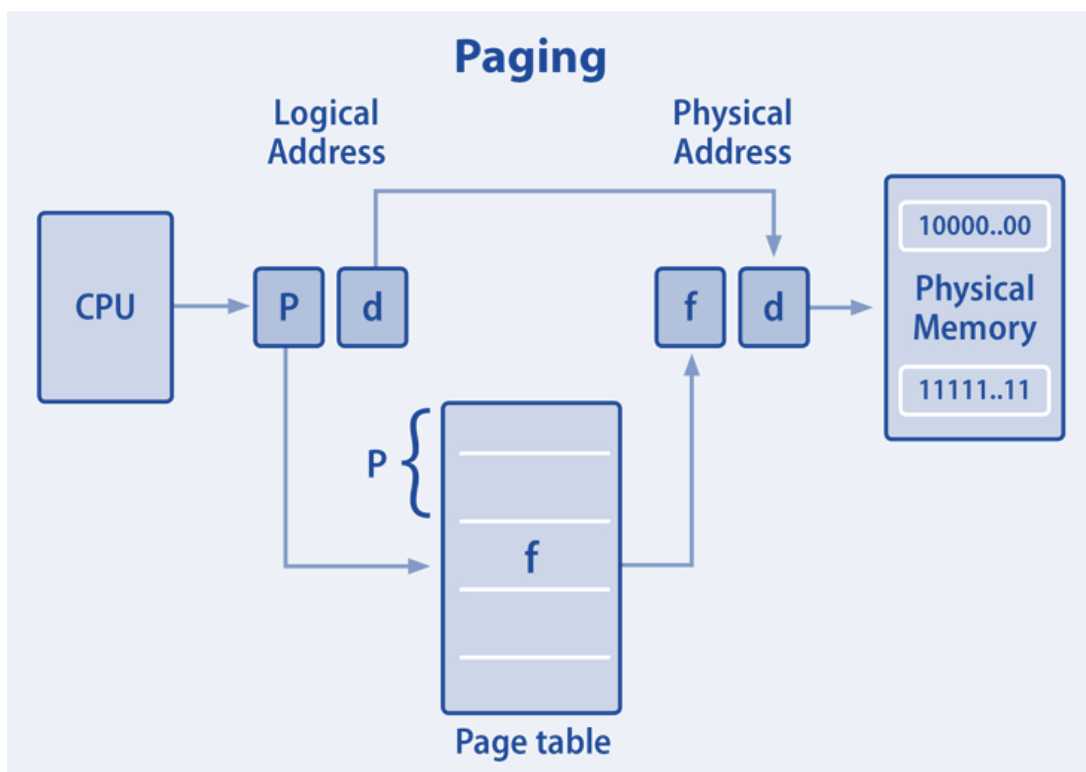 Paging
Logical
Address
Physical
Address
CPU
P
d
f
d
10000..00
Physical
Memory
11111..11
P
f
Page table